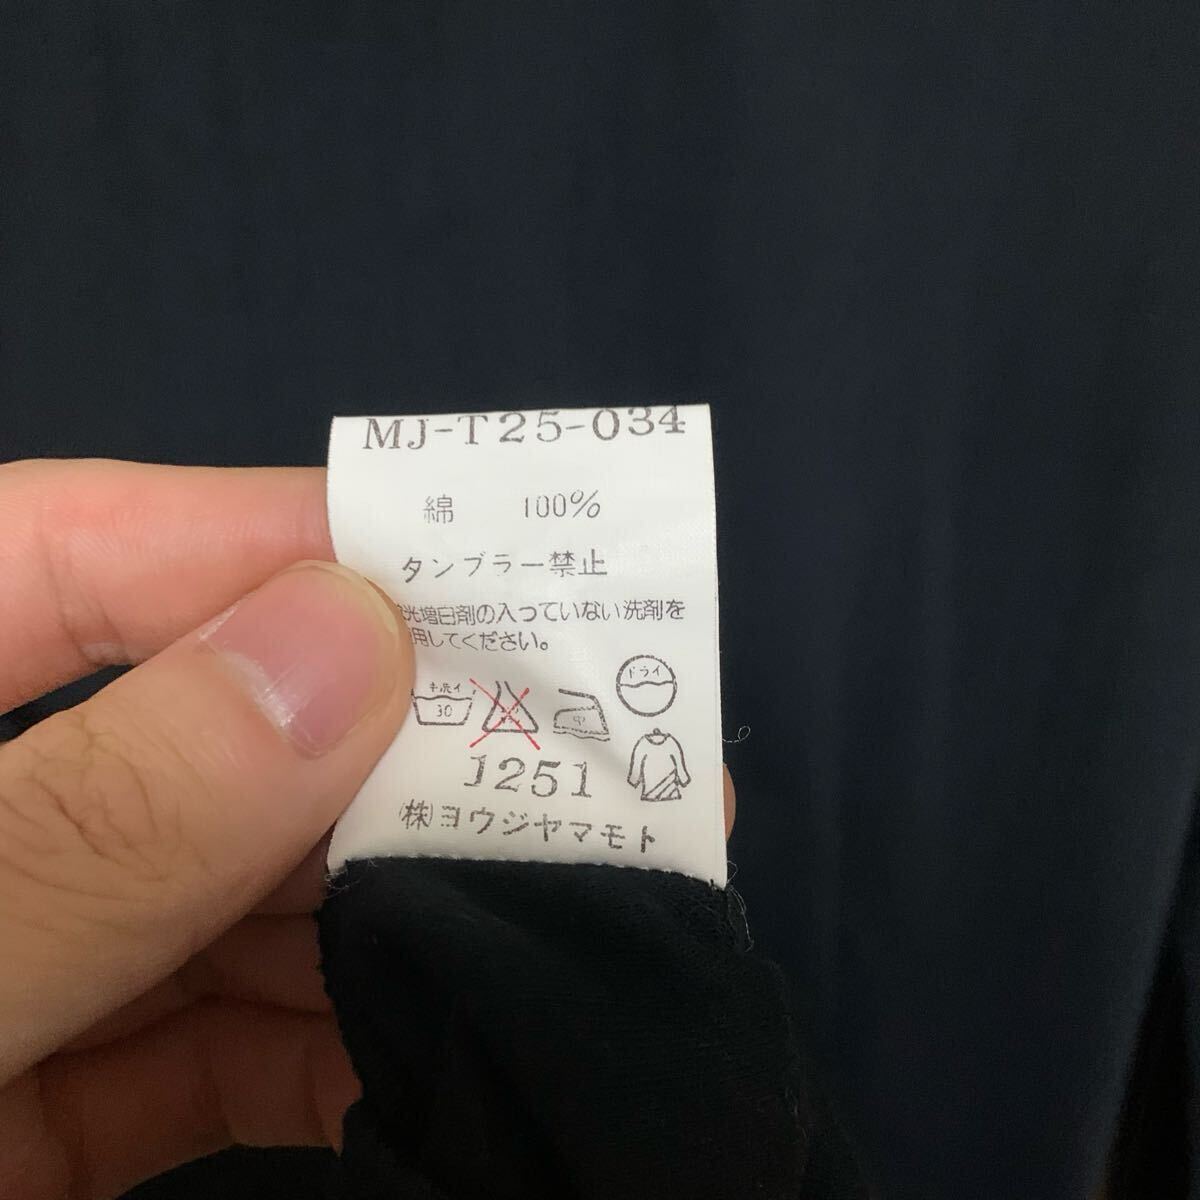 MJ-T25-034
綿 100%
タンブラー禁止
光増白剤の入っていない洗剤を
用してください。
手洗イ
30
中
ドライ
J251
(株)ヨウジヤマモト